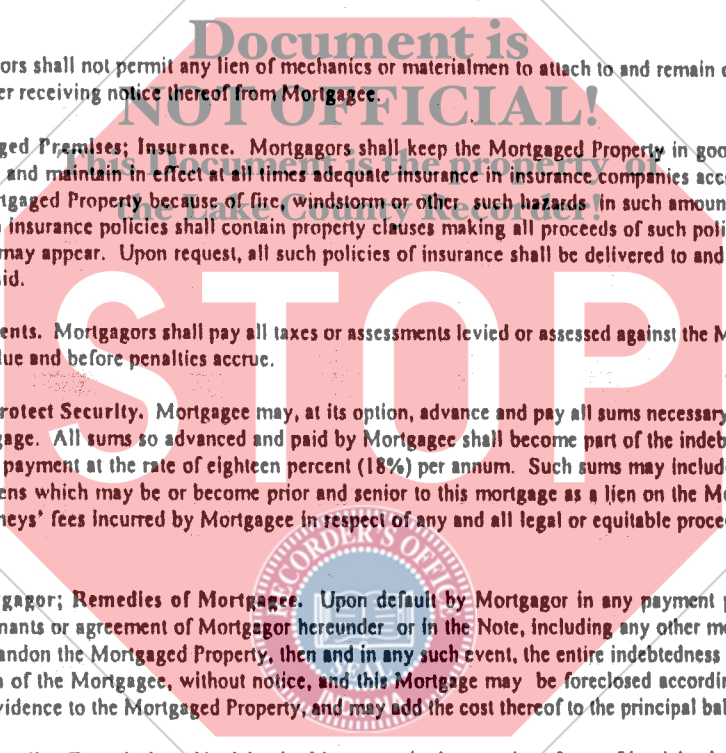 Document is
ors shall not permit any lien of mechanics or materialmen to attach to and remain
er receiving notice thereof from Mortgagee.
NOT OFFICIAL!
ged Premises; Insurance. Mortgagors shall keep the Mortgaged Property in goo
This Document is the property of
and maintain in effect at all times adequate insurance in insurance companies acc
the Lake County Recorder!
tgaged Property because of fire, windstorm or other such hazards in such amoun
insurance policies shall contain property clauses making all proceeds of such poli
may appear. Upon request, all such policies of insurance shall be delivered to and
id.
STOP
ents. Mortgagors shall pay all taxes or assessments levied or assessed against the M
lue and before penalties accrue.
rotect Security. Mortgagee may, at its option, advance and pay all sums necessary
gage. All sums so advanced and paid by Mortgagee shall become part of the indeb
payment at the rate of eighteen percent (18%) per annum. Such sums may includ
ens which may be or become prior and senior to this mortgage as a lien on the Mo
neys' fees incurred by Mortgagee in respect of any and all legal or equitable proce
RECORDER'S OFFICE
gagor; Remedies of Mortgagee. Upon default by Mortgagor in any payment p
nants or agreement of Mortgagor hereunder or in the Note, including any other mo
andon the Mortgaged Property, then and in any such event, the entire indebtedness
n of the Mortgagee, without notice, and this Mortgage may be foreclosed accordin
vidence to the Mortgaged Property, and may add the cost thereof to the principal bal
INDIANA